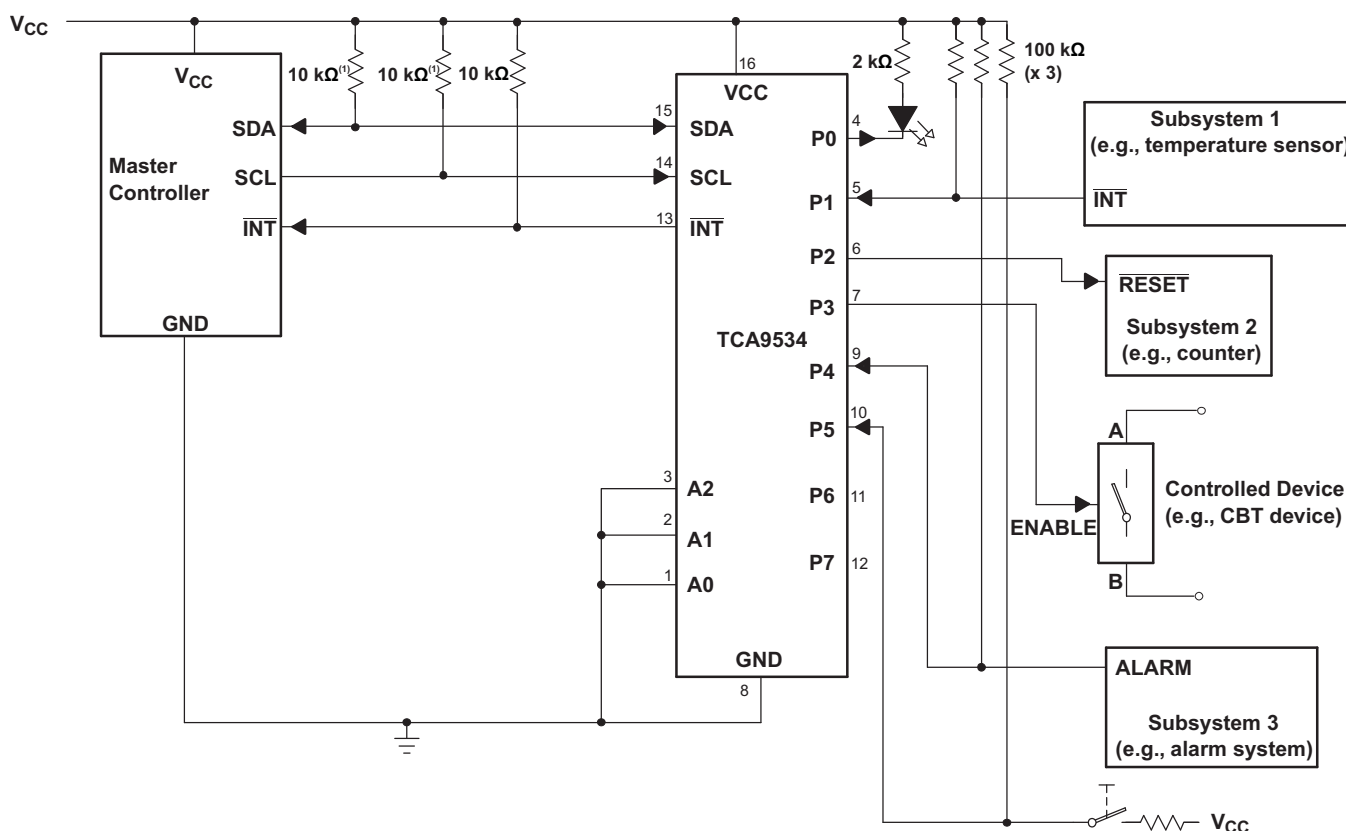 VCC
10 kΩ(1)
10 kΩ(1)
10 kΩ
2 kΩ
100 kΩ
(x 3)
VCC
SDA
SCL
INT
Master
Controller
GND
16
VCC
15
SDA
14
SCL
13
INT
TCA9534
3
A2
2
A1
1
A0
GND
8
4
P0
5
P1
6
P2
7
P3
9
P4
10
P5
P6
11
P7
12
Subsystem 1
(e.g., temperature sensor)
INT
RESET
Subsystem 2
(e.g., counter)
A
ENABLE
B
Controlled Device
(e.g., CBT device)
ALARM
Subsystem 3
(e.g., alarm system)
VCC